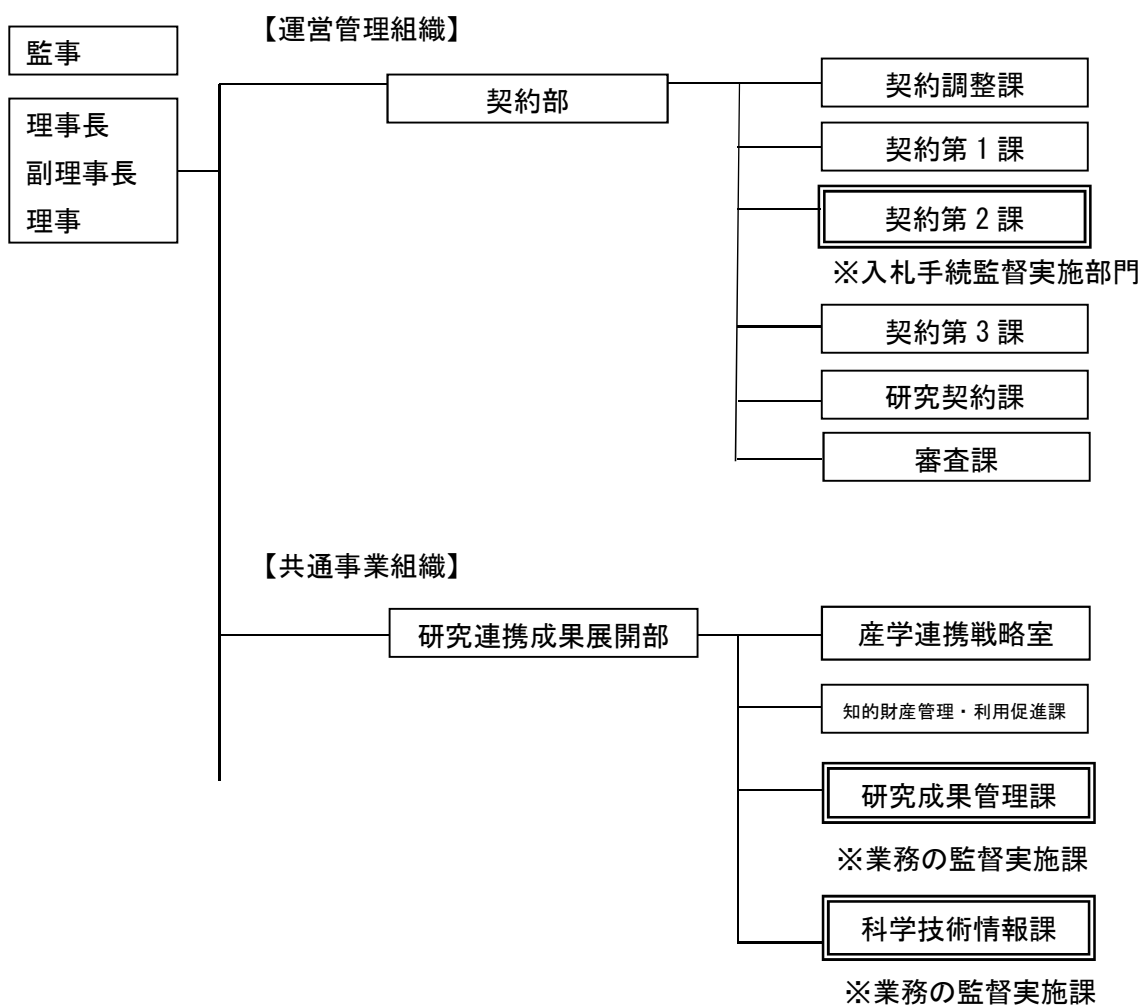 【運営管理組織】
監事
理事長
副理事長
理事
契約部
契約調整課
契約第1課
契約第2課
※入札手続監督実施部門
契約第3課
研究契約課
審査課
【共通事業組織】
研究連携成果展開部
産学連携戦略室
知的財産管理・利用促進課
研究成果管理課
※業務の監督実施課
科学技術情報課
※業務の監督実施課